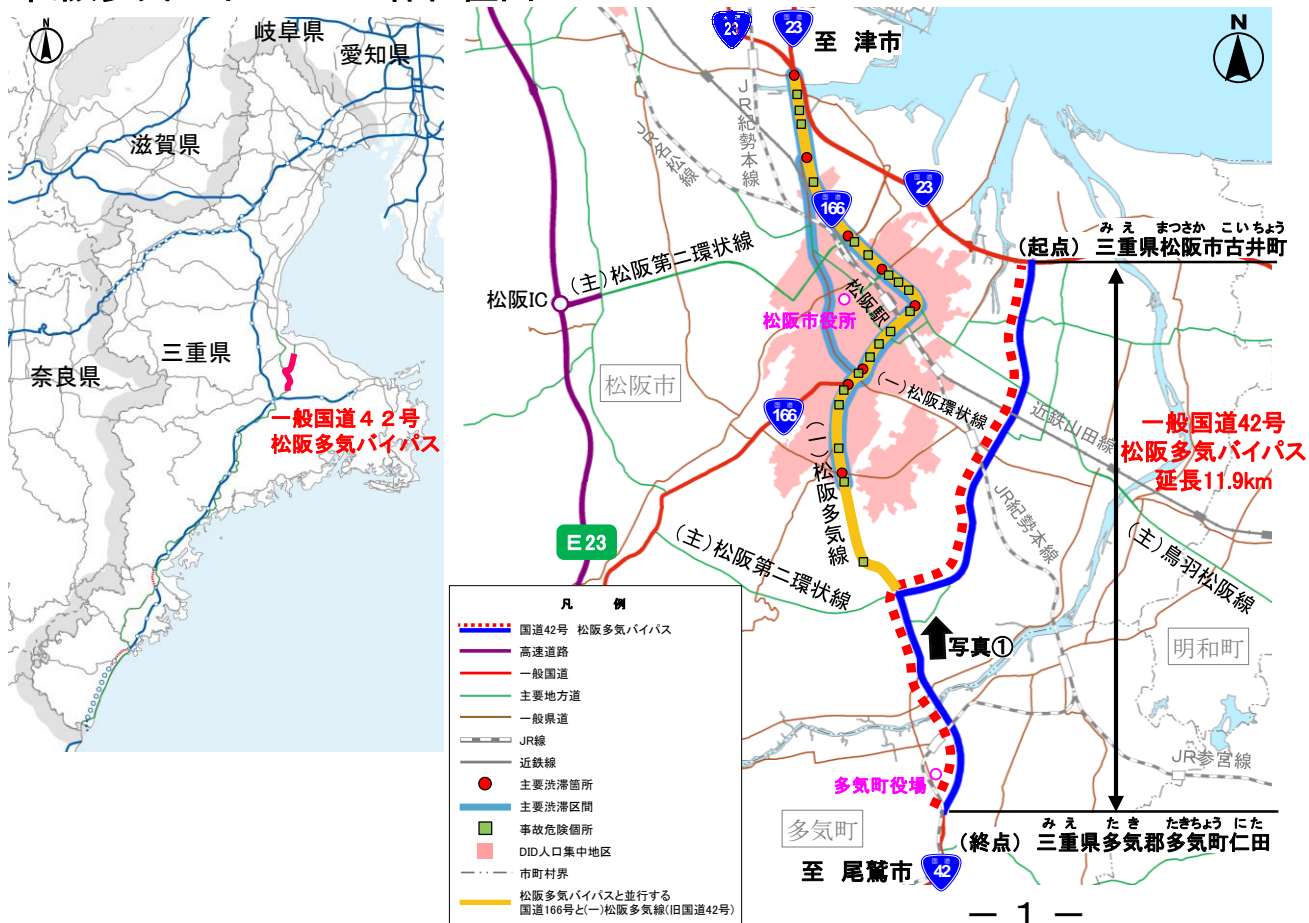 岐阜県
愛知県
滋賀県
三重県
奈良県
一般国道４２号
松阪多気バイパス
N
国道
23
国道
23
至 津市
N
JR紀勢本線
JR名松線
国道
23
国道
166
みえ まつさか こいちょう
(起点) 三重県松阪市古井町
(主)松阪第二環状線
松阪IC
松阪駅
松阪市役所
松阪市
(一)松阪環状線
国道
166
近鉄山田線
一般国道42号
松阪多気バイパス
延長11.9km
(一)松阪多気線
JR紀勢本線
E23
(主)松阪第二環状線
(主)鳥羽松阪線
写真①
明和町
JR参宮線
多気町役場
多気町
みえ たき たきちょう にた
(終点) 三重県多気郡多気町仁田
至 尾鷲市
国道
42
凡 例
国道42号 松阪多気バイパス
高速道路
一般国道
主要地方道
一般県道
JR線
近鉄線
主要渋滞箇所
主要渋滞区間
事故危険個所
DID人口集中地区
市町村界
松阪多気バイパスと並行する
国道166号と(一)松阪多気線(旧国道42号)
－ 1 －